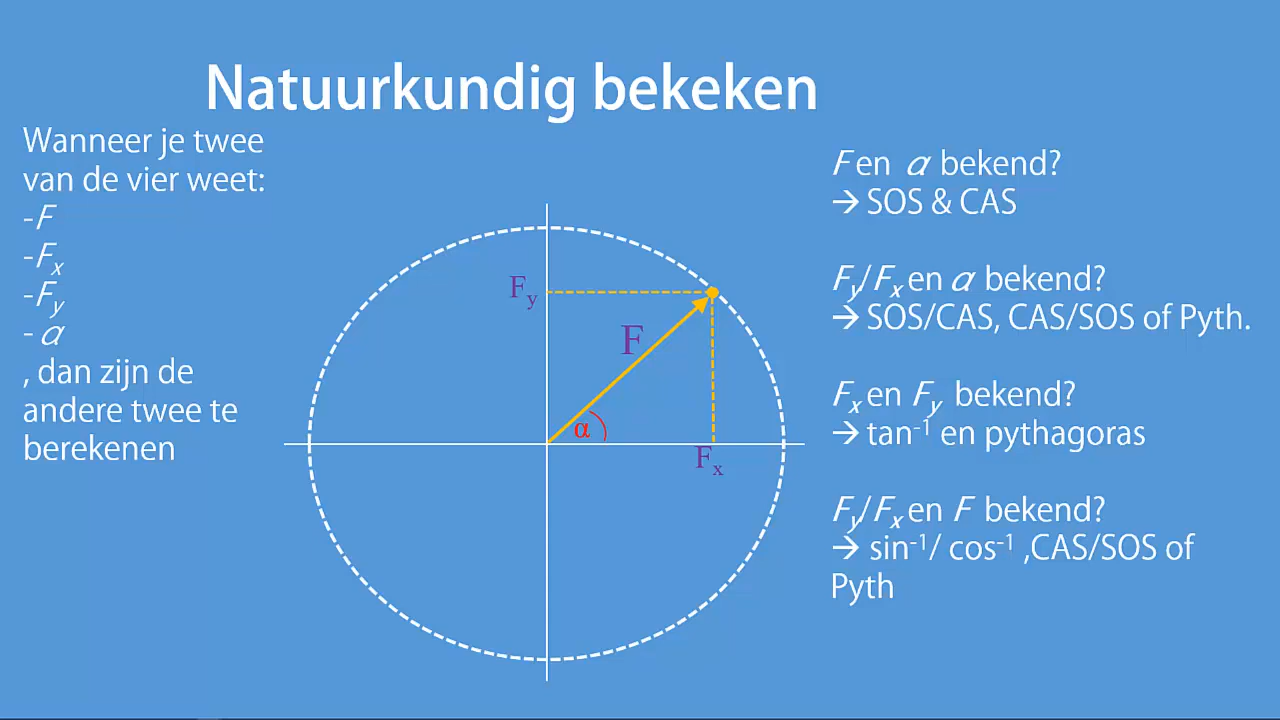 Natuurkundig bekeken
Wanneer je twee
van de vier weet:
-F
-Fx
-Fy
- α
, dan zijn de
andere twee te
berekenen
Fy
F
α
Fx
F en α bekend?
→ SOS & CAS
Fy/Fx en α bekend?
→ SOS/CAS, CAS/SOS of Pyth.
Fx en Fy bekend?
→ tan⁻¹ en pythagoras
Fy/Fx en F bekend?
→ sin⁻¹/ cos⁻¹ ,CAS/SOS of
Pyth